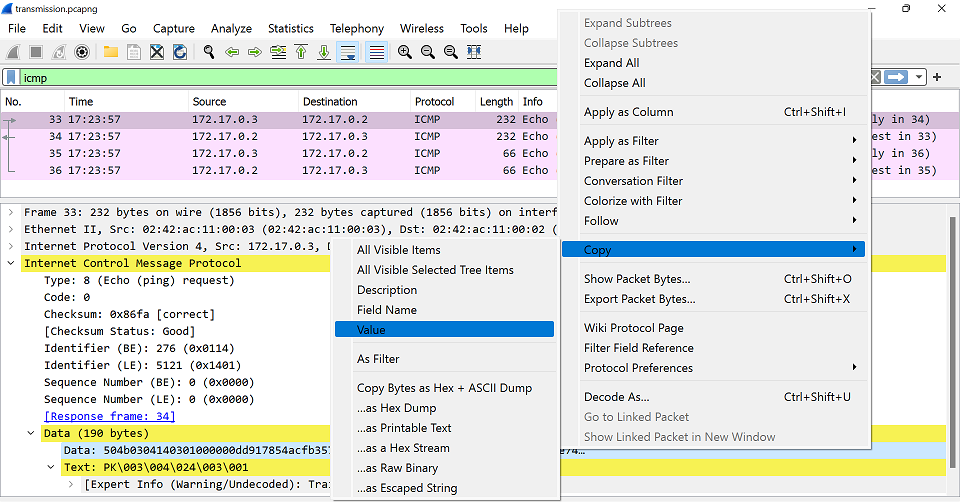 transmission.pcapng
File Edit View Go Capture Analyze Statistics Telephony Wireless Tools Help
icmp
No. Time Source Destination Protocol Length Info
33 17:23:57 172.17.0.3 172.17.0.2 ICMP 232 Echo ly in 34)
34 17:23:57 172.17.0.2 172.17.0.3 ICMP 232 Echo est in 33)
35 17:23:57 172.17.0.3 172.17.0.2 ICMP 66 Echo ly in 36)
36 17:23:57 172.17.0.2 172.17.0.3 ICMP 66 Echo est in 35)
Frame 33: 232 bytes on wire (1856 bits), 232 bytes captured (1856 bits) on interf
Ethernet II, Src: 02:42:ac:11:00:03 (02:42:ac:11:00:03), Dst: 02:42:ac:11:00:02 (
Internet Protocol Version 4, Src: 172.17.0.3,
Internet Control Message Protocol
Type: 8 (Echo (ping) request)
Code: 0
Checksum: 0x86fa [correct]
[Checksum Status: Good]
Identifier (BE): 276 (0x0114)
Identifier (LE): 5121 (0x1401)
Sequence Number (BE): 0 (0x0000)
Sequence Number (LE): 0 (0x0000)
[Response frame: 34]
Data (190 bytes)
Data: 504b0304140301000000dd917854acfb35
Text: PK\003\004\024\003\001
[Expert Info (Warning/Undecoded): Trai
All Visible Items
All Visible Selected Tree Items
Description
Field Name
Value
As Filter
Copy Bytes as Hex + ASCII Dump
...as Hex Dump
...as Printable Text
...as a Hex Stream
...as Raw Binary
...as Escaped String
Expand Subtrees
Collapse Subtrees
Expand All
Collapse All
Apply as Column Ctrl+Shift+I
Apply as Filter
Prepare as Filter
Conversation Filter
Colorize with Filter
Follow
Copy
Show Packet Bytes... Ctrl+Shift+O
Export Packet Bytes... Ctrl+Shift+X
Wiki Protocol Page
Filter Field Reference
Protocol Preferences
Decode As... Ctrl+Shift+U
Go to Linked Packet
Show Linked Packet in New Window